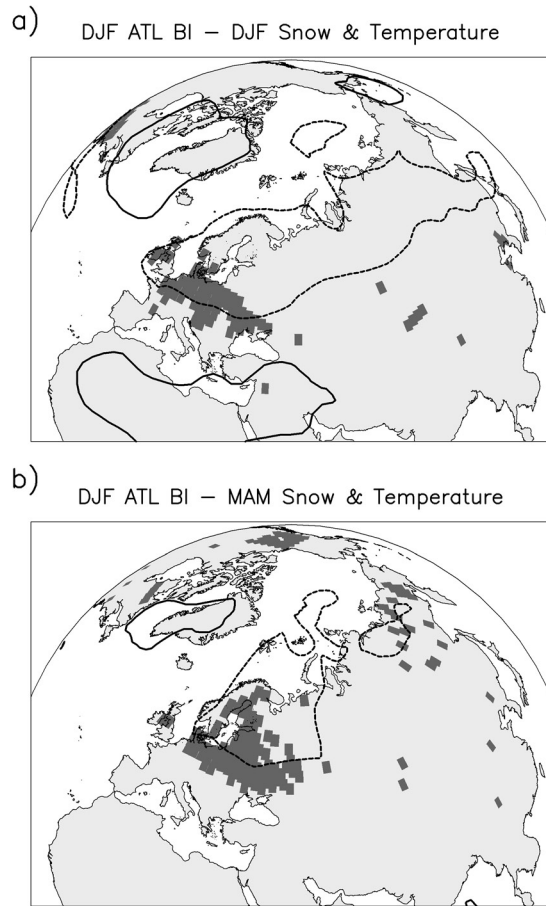 a)
DJF ATL BI – DJF Snow & Temperature
b)
DJF ATL BI – MAM Snow & Temperature